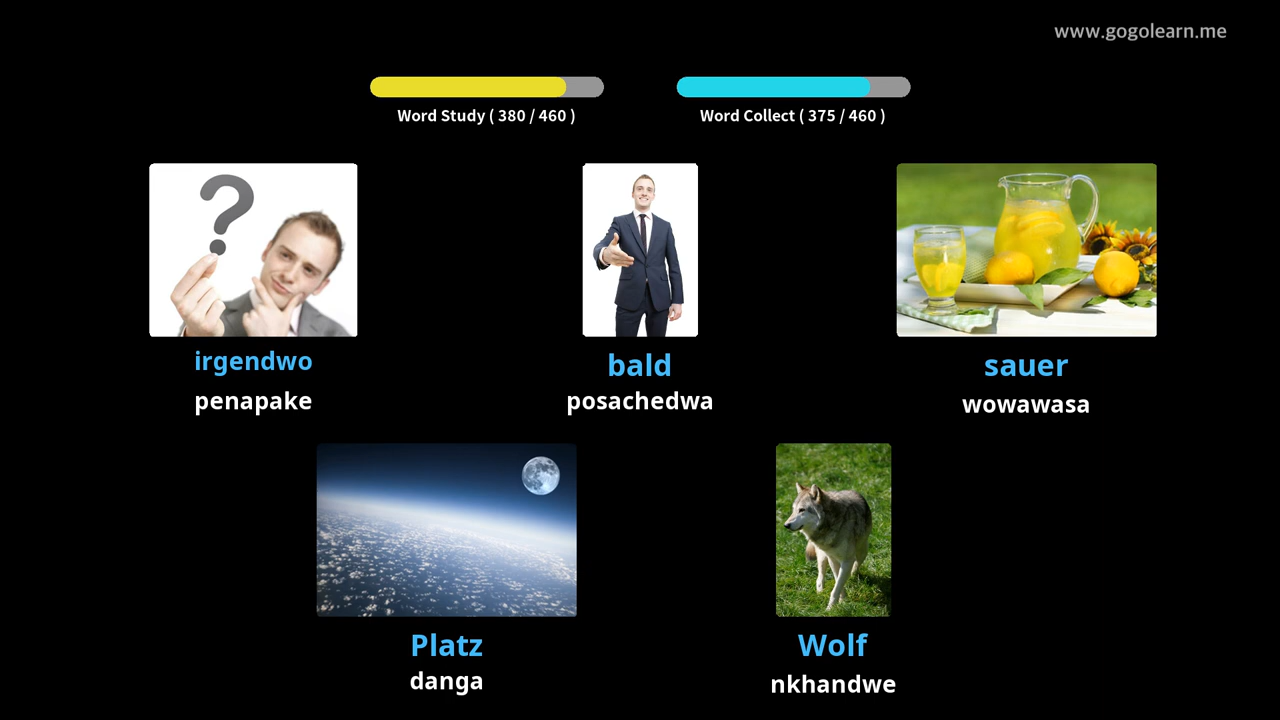 www.gogolearn.me
Word Study ( 380 / 460 )
Word Collect ( 375 / 460 )
irgendwo
penapake
bald
posachedwa
sauer
wowawasa
Platz
danga
Wolf
nkhandwe